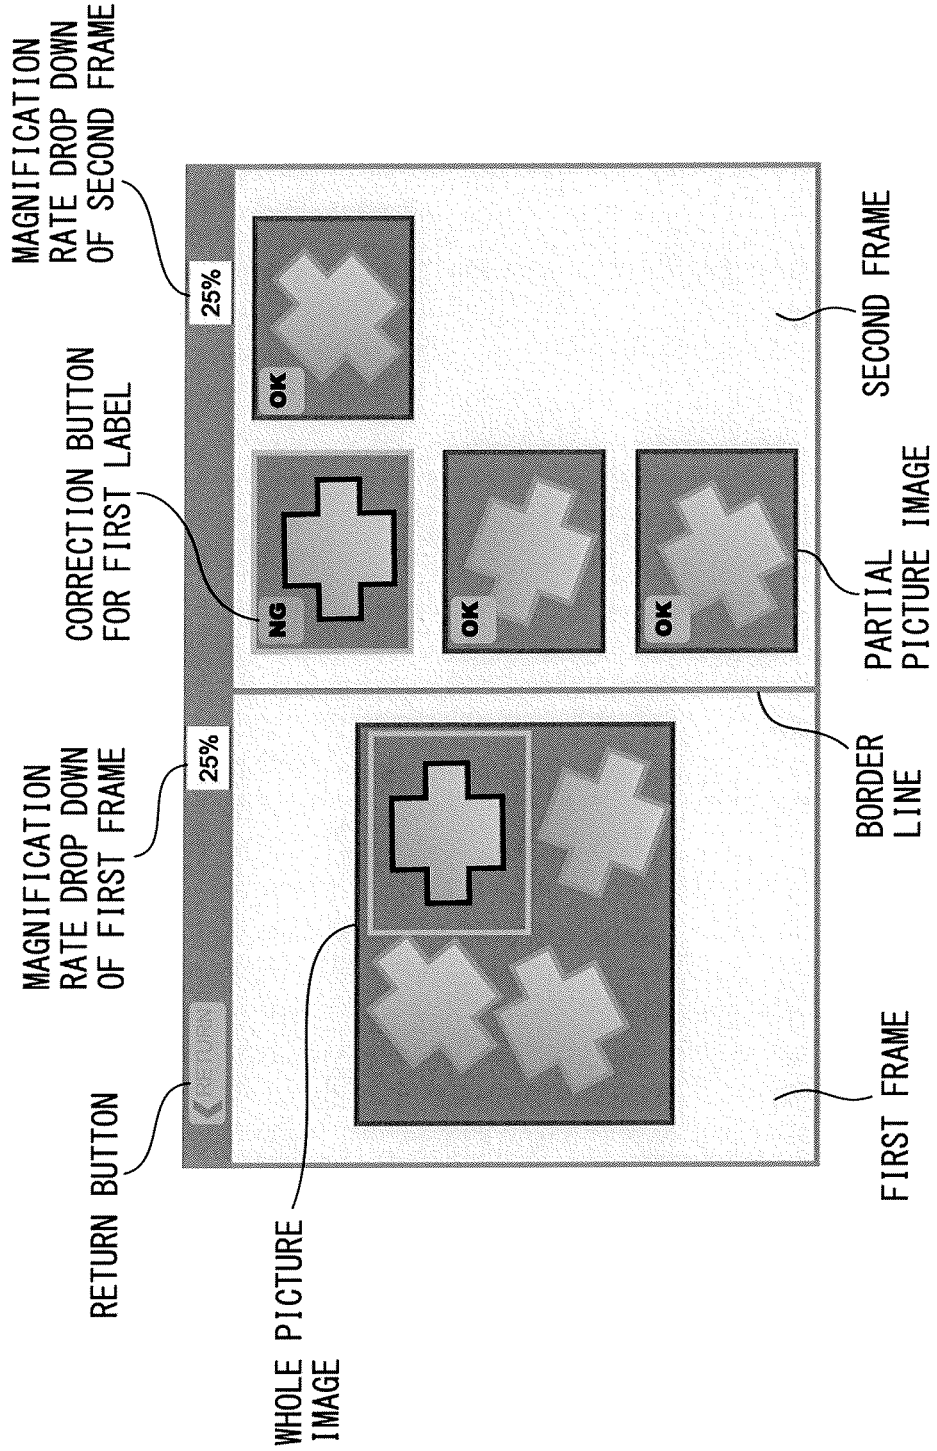 RETURN BUTTON
MAGNIFICATION
RATE DROP DOWN
OF FIRST FRAME
CORRECTION BUTTON
FOR FIRST LABEL
MAGNIFICATION
RATE DROP DOWN
OF SECOND FRAME
RETURN
25%
25%
WHOLE PICTURE
IMAGE
NG
OK
OK
OK
FIRST FRAME
BORDER
LINE
PARTIAL
PICTURE IMAGE
SECOND FRAME